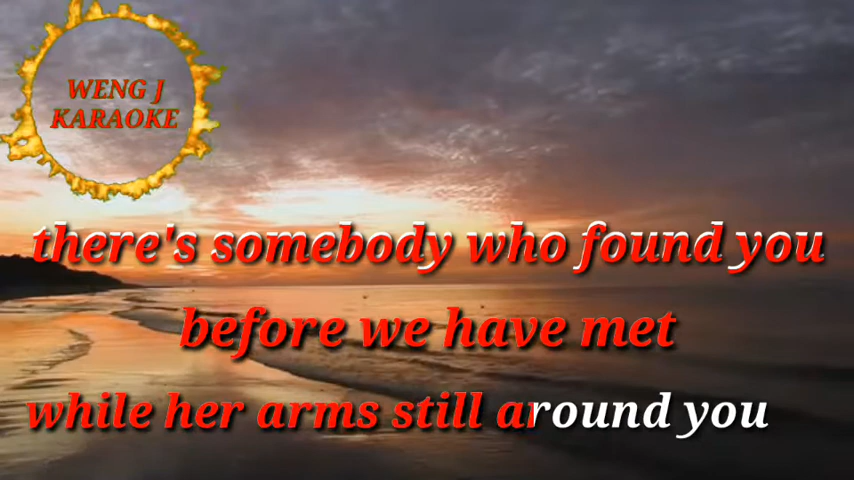 WENG J
KARAOKE
there's somebody who found you
before we have met
while her arms still around you